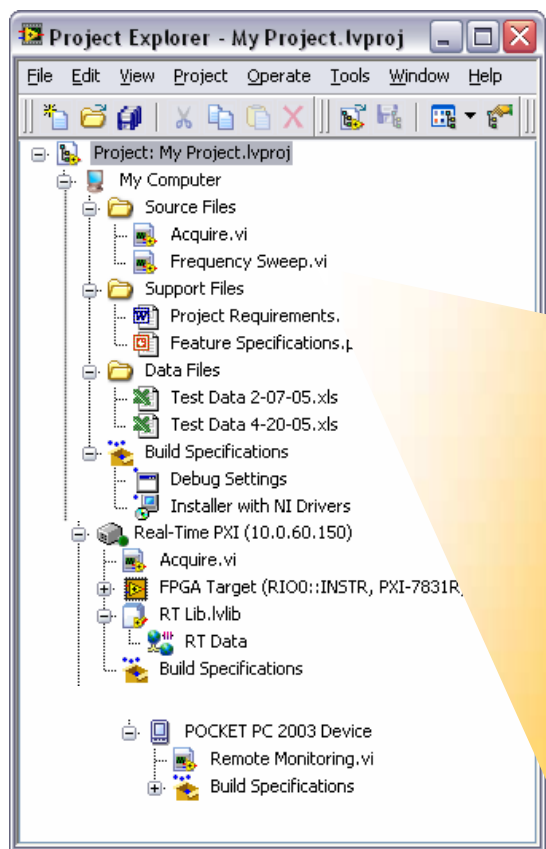 Project Explorer - My Project.lvproj
File Edit View Project Operate Tools Window Help
Project: My Project.lvproj
My Computer
Source Files
Acquire.vi
Frequency Sweep.vi
Support Files
Project Requirements.
Feature Specifications.
Data Files
Test Data 2-07-05.xls
Test Data 4-20-05.xls
Build Specifications
Debug Settings
Installer with NI Drivers
Real-Time PXI (10.0.60.150)
Acquire.vi
FPGA Target (RIO0::INSTR, PXI-7831R
RT Lib.lvlib
RT Data
Build Specifications
POCKET PC 2003 Device
Remote Monitoring.vi
Build Specifications